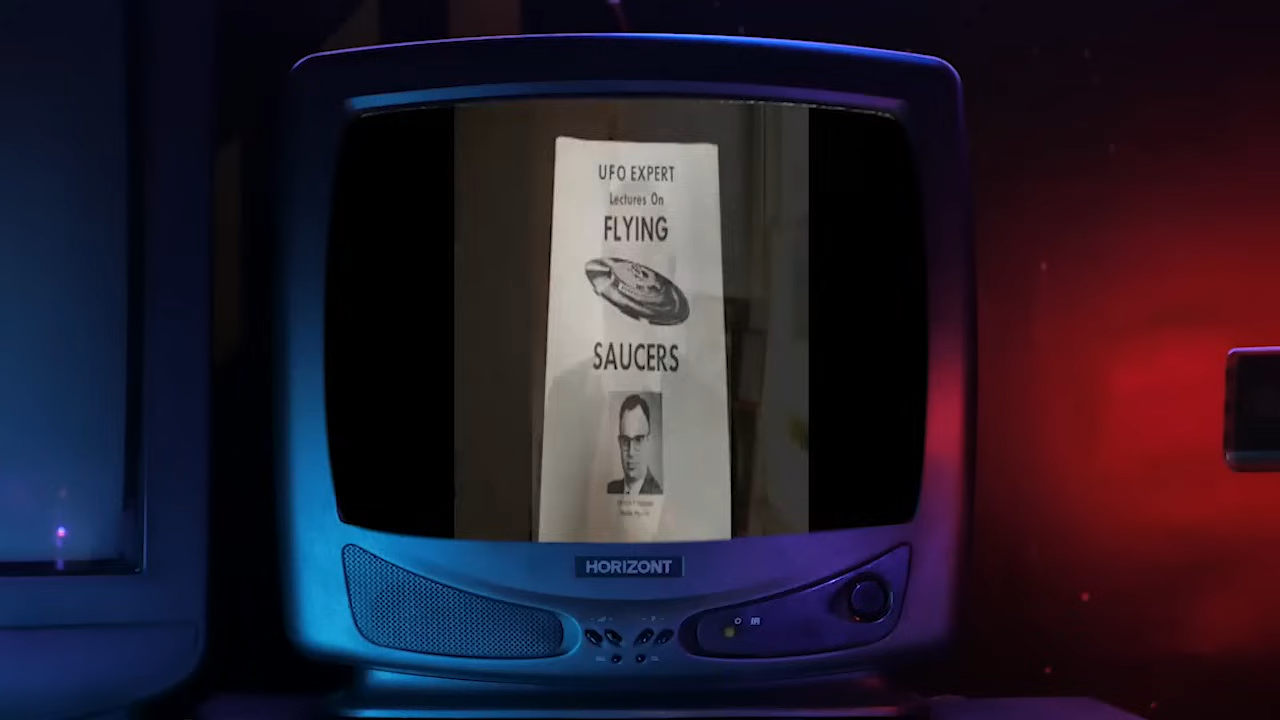 UFO EXPERT
Lectures On
FLYING
SAUCERS
HORIZONT